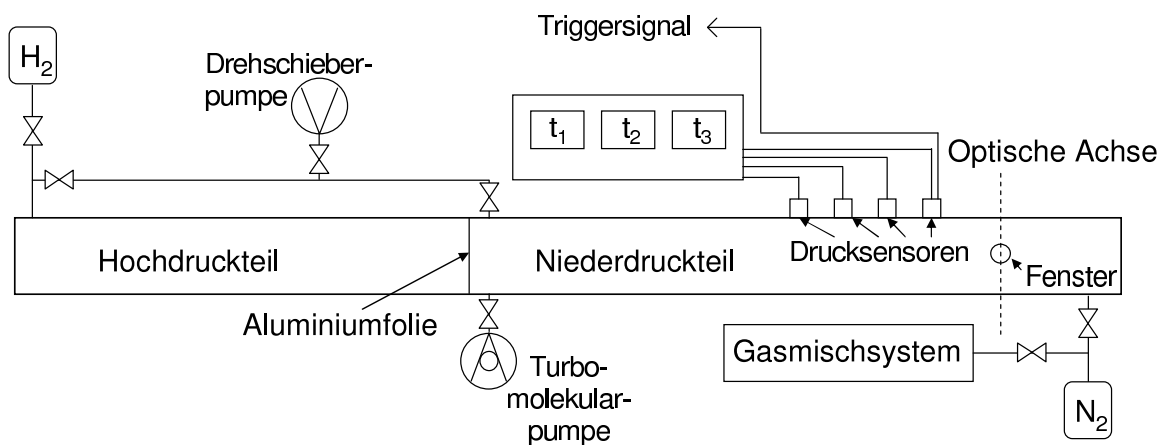 Triggersignal
H2
Drehschieber-
pumpe
t1 t2 t3
Optische Achse
Hochdruckteil
Niederdruckteil
Drucksensoren
Fenster
Aluminiumfolie
Gasmischsystem
Turbo-
molekular-
pumpe
N2